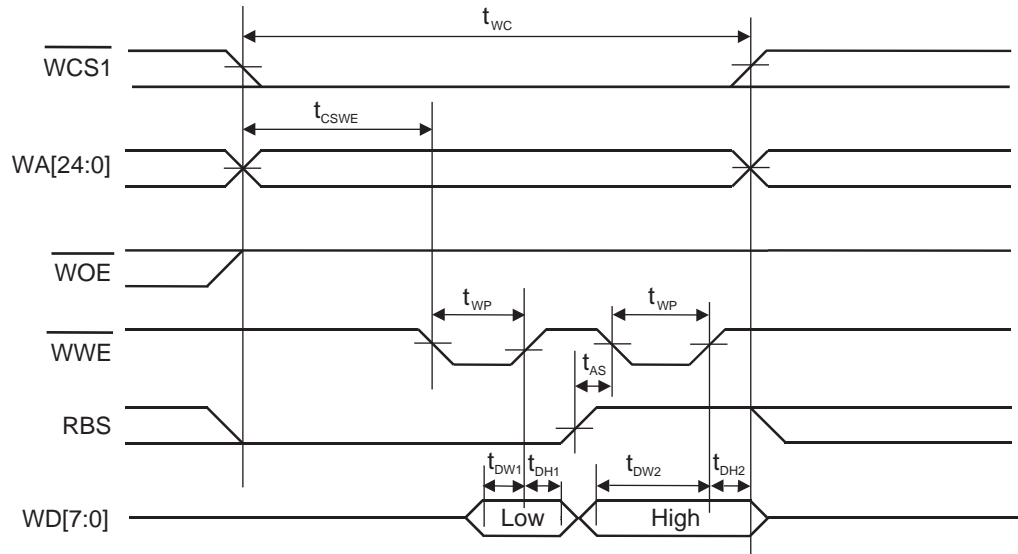 tWC
WCS1
tCSWE
WA[24:0]
WOE
tWP tWP
WWE
tAS
RBS
tDW1 tDH1 tDW2 tDH2
WD[7:0] Low High